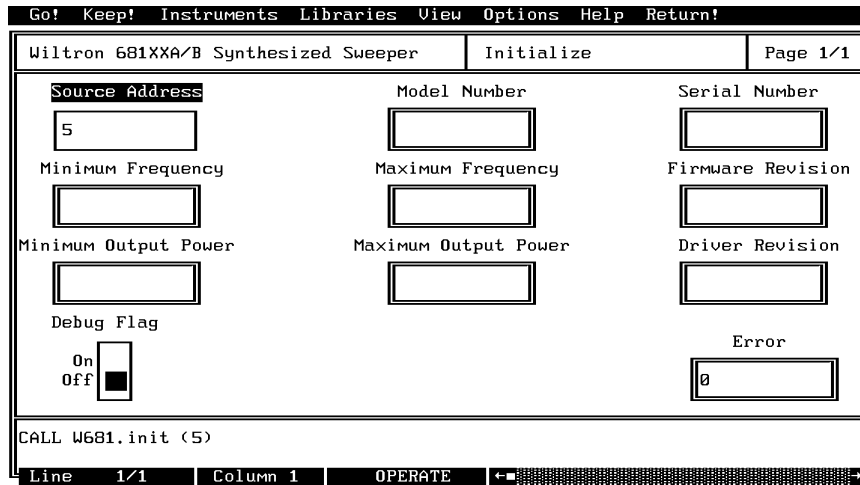 Go! Keep! Instruments Libraries View Options Help Return!
Wiltron 681XXA/B Synthesized Sweeper Initialize Page 1/1
Source Address Model Number Serial Number
5
Minimum Frequency Maximum Frequency Firmware Revision
Minimum Output Power Maximum Output Power Driver Revision
Debug Flag
Error
On
Off 0
CALL W681.init (5)
Line 1/1 Column 1 OPERATE